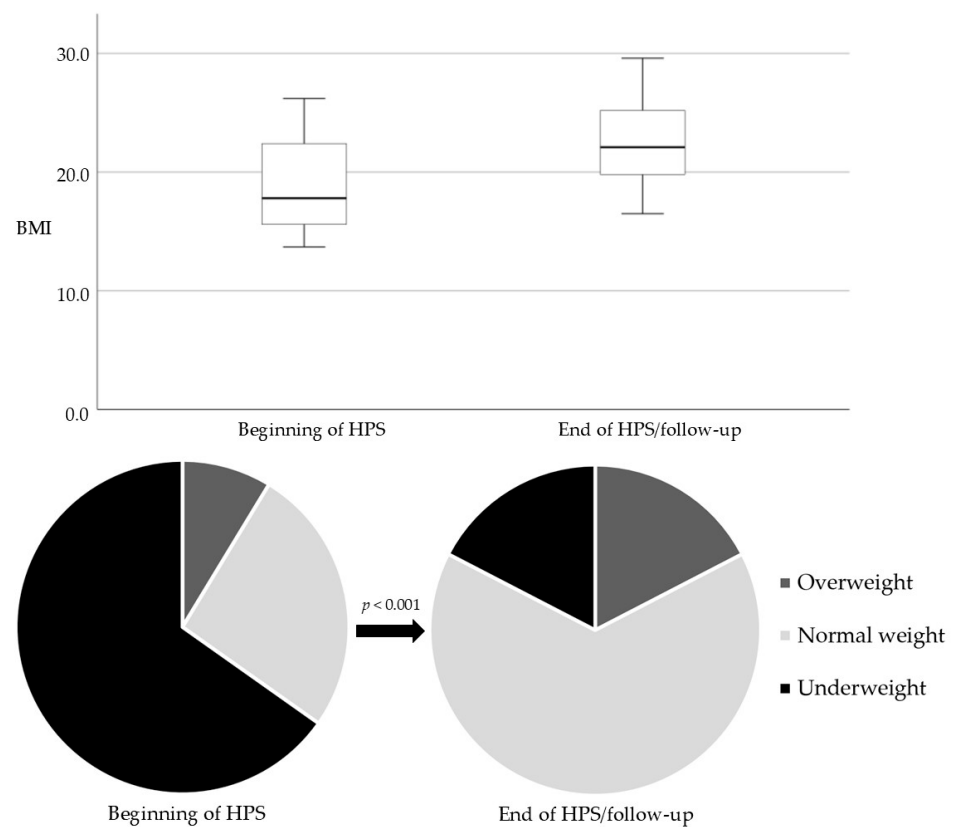 30.0
20.0
BMI
10.0
0.0
Beginning of HPS
End of HPS/follow-up
p < 0.001
Overweight
Normal weight
Underweight
Beginning of HPS
End of HPS/follow-up